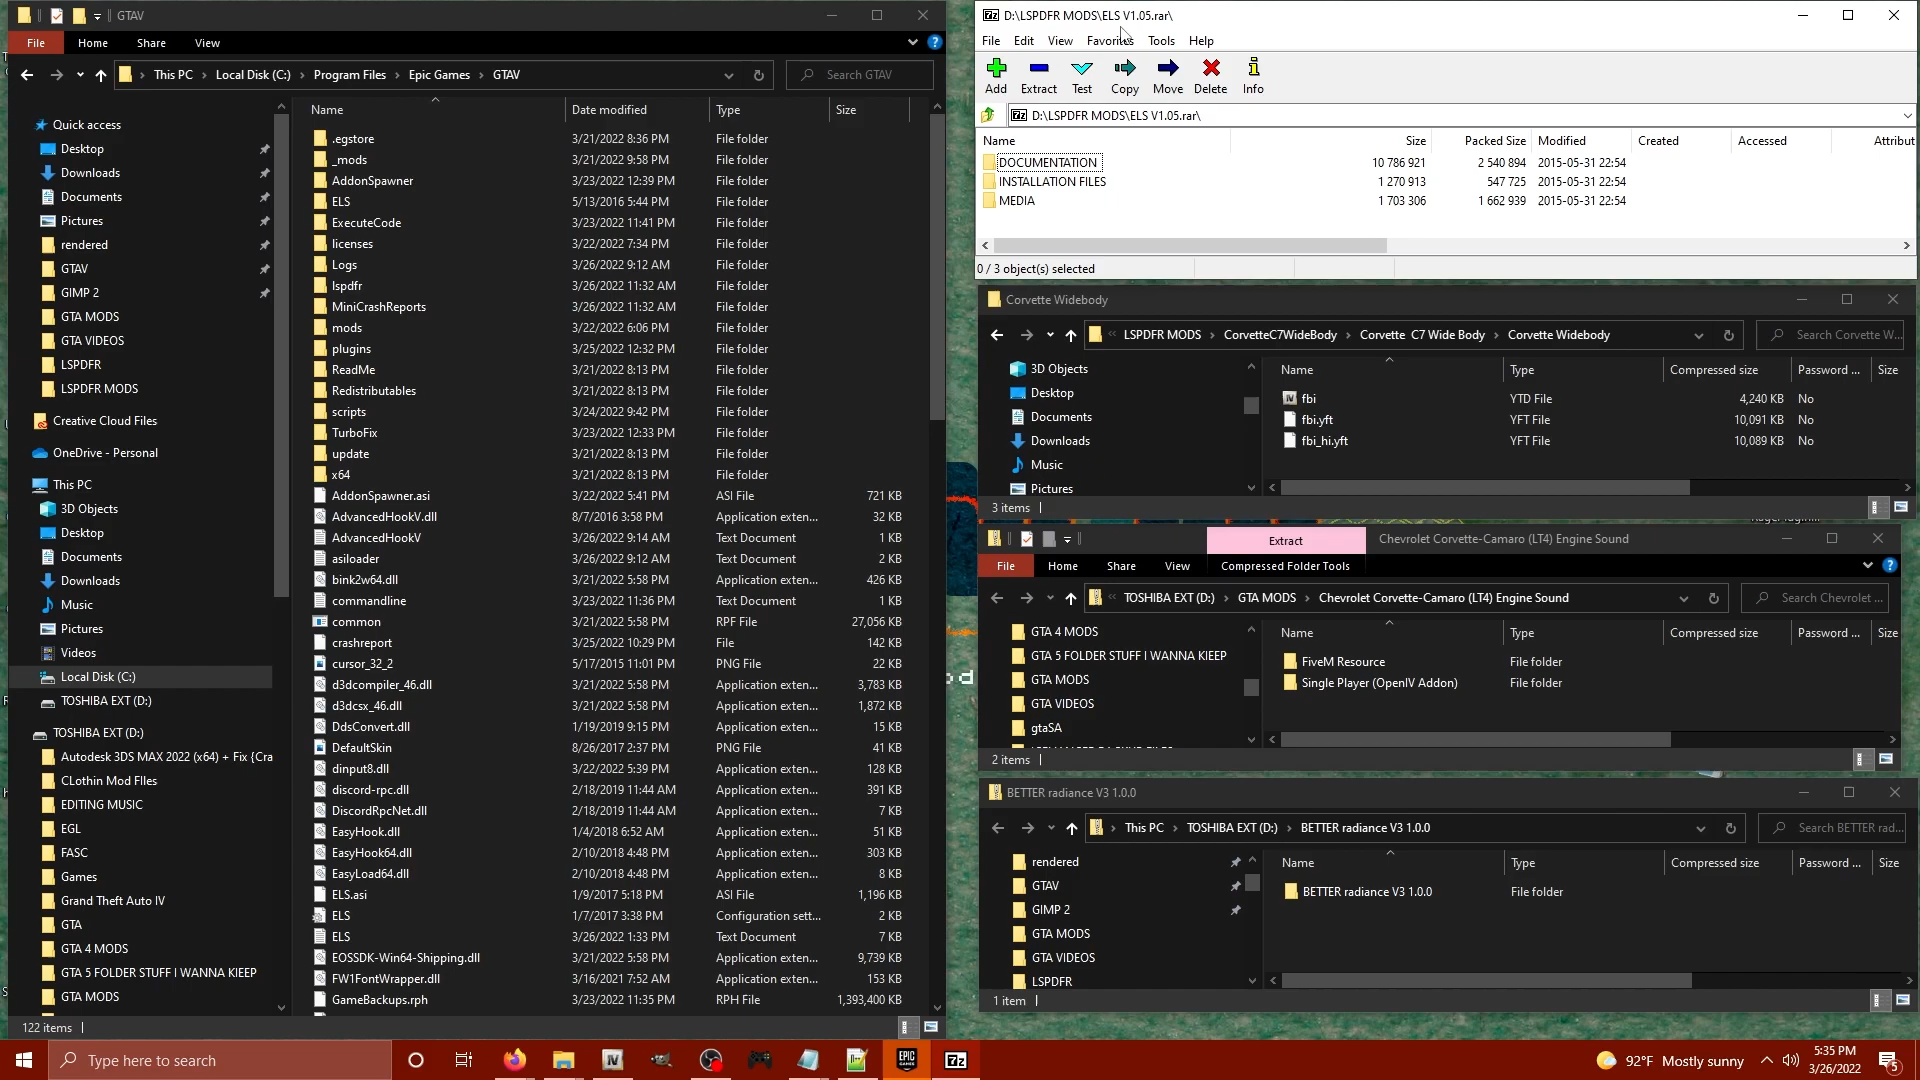 GTAV
File Home Share View
This PC > Local Disk (C:) > Program Files > Epic Games > GTAV
Search GTAV
Quick access
Desktop
Downloads
Documents
Pictures
rendered
GTAV
GIMP 2
GTA MODS
GTA VIDEOS
LSPDFR
LSPDFR MODS
Creative Cloud Files
OneDrive - Personal
This PC
3D Objects
Desktop
Documents
Downloads
Music
Pictures
Videos
Local Disk (C:)
TOSHIBA EXT (D:)
TOSHIBA EXT (D:)
Autodesk 3DS MAX 2022 (x64) + Fix {Cra
CLothin Mod FIles
EDITING MUSIC
EGL
FASC
Games
Grand Theft Auto IV
GTA
GTA 4 MODS
GTA 5 FOLDER STUFF I WANNA KIEEP
GTA MODS
Name Date modified Type Size
.egstore 3/21/2022 8:36 PM File folder
_mods 3/21/2022 9:58 PM File folder
AddonSpawner 3/23/2022 12:39 PM File folder
ELS 5/13/2016 5:44 PM File folder
ExecuteCode 3/23/2022 11:41 PM File folder
licenses 3/22/2022 7:34 PM File folder
Logs 3/26/2022 9:12 AM File folder
lspdfr 3/26/2022 11:32 AM File folder
MiniCrashReports 3/26/2022 11:32 AM File folder
mods 3/22/2022 6:06 PM File folder
plugins 3/25/2022 12:32 PM File folder
ReadMe 3/21/2022 8:13 PM File folder
Redistributables 3/21/2022 8:13 PM File folder
scripts 3/24/2022 9:42 PM File folder
TurboFix 3/23/2022 12:33 PM File folder
update 3/21/2022 8:13 PM File folder
x64 3/21/2022 8:13 PM File folder
AddonSpawner.asi 3/22/2022 5:41 PM ASI File 721 KB
AdvancedHookV.dll 8/7/2016 3:58 PM Application exten... 32 KB
AdvancedHookV 3/26/2022 9:14 AM Text Document 1 KB
asiloader 3/26/2022 9:12 AM Text Document 2 KB
bink2w64.dll 3/21/2022 5:58 PM Application exten... 426 KB
commandline 3/23/2022 11:36 PM Text Document 1 KB
common 3/21/2022 5:58 PM RPF File 27,056 KB
crashreport 3/25/2022 10:29 PM File 142 KB
cursor_32_2 5/17/2015 11:01 PM PNG File 22 KB
d3dcompiler_46.dll 3/21/2022 5:58 PM Application exten... 3,783 KB
d3dcsx_46.dll 3/21/2022 5:58 PM Application exten... 1,872 KB
DdsConvert.dll 1/19/2019 9:15 PM Application exten... 15 KB
DefaultSkin 8/26/2017 2:37 PM PNG File 41 KB
dinput8.dll 3/22/2022 5:39 PM Application exten... 128 KB
discord-rpc.dll 2/18/2019 11:44 AM Application exten... 391 KB
DiscordRpcNet.dll 2/18/2019 11:44 AM Application exten... 7 KB
EasyHook.dll 1/4/2018 6:52 AM Application exten... 51 KB
EasyHook64.dll 2/10/2018 4:48 PM Application exten... 303 KB
EasyLoad64.dll 2/10/2018 4:48 PM Application exten... 8 KB
ELS.asi 1/9/2017 5:18 PM ASI File 1,196 KB
ELS 1/7/2017 3:38 PM Configuration sett... 2 KB
ELS 3/26/2022 1:33 PM Text Document 7 KB
EOSSDK-Win64-Shipping.dll 3/21/2022 5:58 PM Application exten... 9,739 KB
FW1FontWrapper.dll 3/16/2021 7:52 AM Application exten... 153 KB
GameBackups.rph 3/23/2022 11:35 PM RPH File 1,393,400 KB
122 items
D:\LSPDFR MODS\ELS V1.05.rar\
File Edit View Favorites Tools Help
Add Extract Test Copy Move Delete Info
D:\LSPDFR MODS\ELS V1.05.rar\
Name Size Packed Size Modified Created Accessed Attribut
DOCUMENTATION 10 786 921 2 540 894 2015-05-31 22:54
INSTALLATION FILES 1 270 913 547 725 2015-05-31 22:54
MEDIA 1 703 306 1 662 939 2015-05-31 22:54
0 / 3 object(s) selected
Corvette Widebody
« LSPDFR MODS > CorvetteC7WideBody > Corvette C7 Wide Body > Corvette Widebody
Search Corvette W...
3D Objects
Desktop
Documents
Downloads
Music
Pictures
Name Type Compressed size Password ... Size
fbi YTD File 4,240 KB No
fbi.yft YFT File 10,091 KB No
fbi_hi.yft YFT File 10,089 KB No
3 items
Extract Chevrolet Corvette-Camaro (LT4) Engine Sound
File Home Share View Compressed Folder Tools
« TOSHIBA EXT (D:) > GTA MODS > Chevrolet Corvette-Camaro (LT4) Engine Sound
Search Chevrolet ...
GTA 4 MODS
GTA 5 FOLDER STUFF I WANNA KIEEP
GTA MODS
GTA VIDEOS
gtaSA
Name Type Compressed size Password ... Size
FiveM Resource File folder
Single Player (OpenIV Addon) File folder
2 items
BETTER radiance V3 1.0.0
This PC > TOSHIBA EXT (D:) > BETTER radiance V3 1.0.0
Search BETTER rad...
rendered
GTAV
GIMP 2
GTA MODS
GTA VIDEOS
LSPDFR
Name Type Compressed size Password ... Size
BETTER radiance V3 1.0.0 File folder
1 item
Type here to search
92°F Mostly sunny
5:35 PM
3/26/2022
5